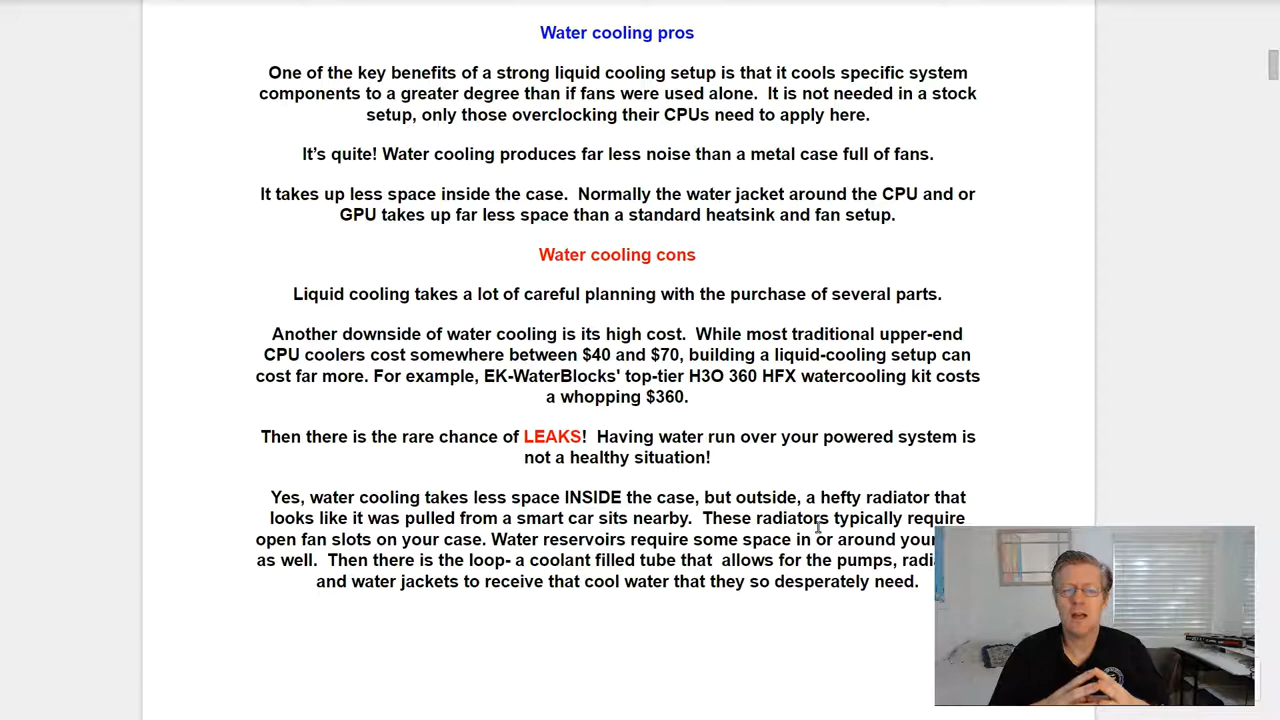 Water cooling pros
One of the key benefits of a strong liquid cooling setup is that it cools specific system
components to a greater degree than if fans were used alone.  It is not needed in a stock
setup, only those overclocking their CPUs need to apply here.
It’s quite! Water cooling produces far less noise than a metal case full of fans.
It takes up less space inside the case.  Normally the water jacket around the CPU and or
GPU takes up far less space than a standard heatsink and fan setup.
Water cooling cons
Liquid cooling takes a lot of careful planning with the purchase of several parts.
Another downside of water cooling is its high cost.  While most traditional upper-end
CPU coolers cost somewhere between $40 and $70, building a liquid-cooling setup can
cost far more. For example, EK-WaterBlocks' top-tier H3O 360 HFX watercooling kit costs
a whopping $360.
Then there is the rare chance of LEAKS!  Having water run over your powered system is
not a healthy situation!
Yes, water cooling takes less space INSIDE the case, but outside, a hefty radiator that
looks like it was pulled from a smart car sits nearby.  These radiators typically require
open fan slots on your case. Water reservoirs require some space in or around your
as well.  Then there is the loop- a coolant filled tube that  allows for the pumps,
and water jackets to receive that cool water that they so desperately need.